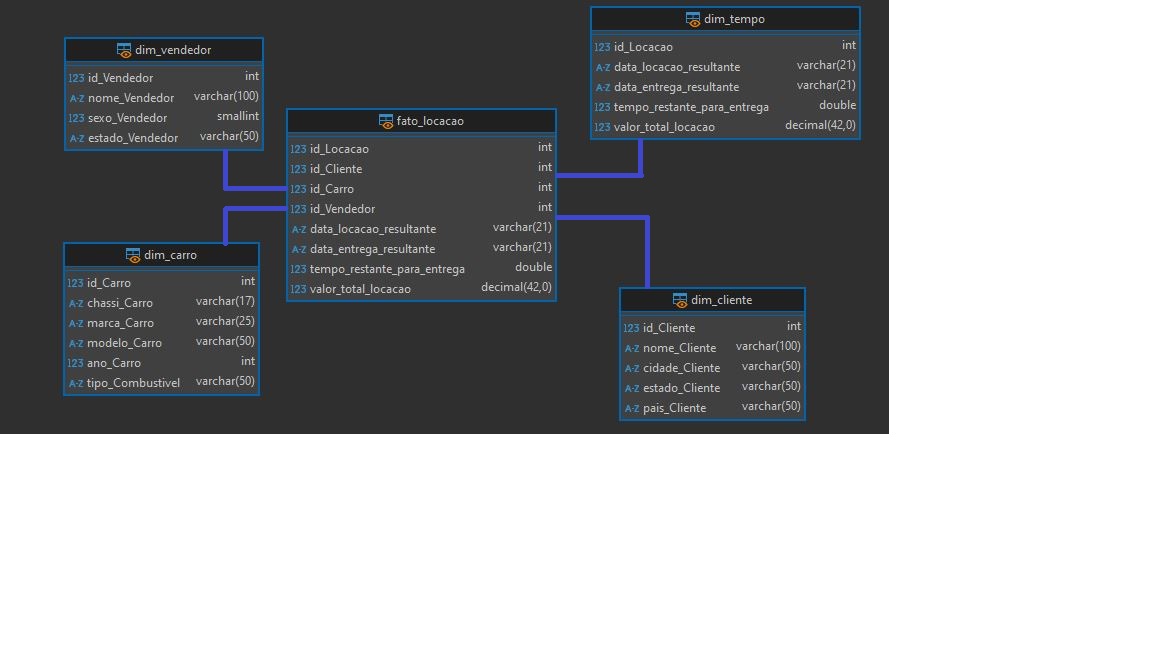 dim_vendedor
123 id_Vendedor int
A-Z nome_Vendedor varchar(100)
123 sexo_Vendedor smallint
A-Z estado_Vendedor varchar(50)
fato_locacao
123 id_Locacao int
123 id_Cliente int
123 id_Carro int
123 id_Vendedor int
A-Z data_locacao_resultante varchar(21)
A-Z data_entrega_resultante varchar(21)
123 tempo_restante_para_entrega double
123 valor_total_locacao decimal(42,0)
dim_tempo
123 id_Locacao int
A-Z data_locacao_resultante varchar(21)
A-Z data_entrega_resultante varchar(21)
123 tempo_restante_para_entrega double
123 valor_total_locacao decimal(42,0)
dim_carro
123 id_Carro int
A-Z chassi_Carro varchar(17)
A-Z marca_Carro varchar(25)
A-Z modelo_Carro varchar(50)
123 ano_Carro int
A-Z tipo_Combustivel varchar(50)
dim_cliente
123 id_Cliente int
A-Z nome_Cliente varchar(100)
A-Z cidade_Cliente varchar(50)
A-Z estado_Cliente varchar(50)
A-Z pais_Cliente varchar(50)